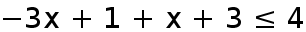 −3x + 1 + x + 3 ≤ 4